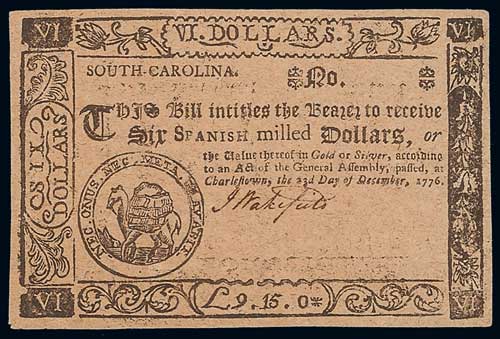 VI
VI. DOLLARS.
VI
SOUTH-CAROLINA.
No.
THIS Bill intitles the Bearer to receive
Six SPANISH milled Dollars, or
the Value thereof in Gold or Silver, according
to an Act of the General Assembly, passed, at
Charlestown, the 23d Day of December, 1776.
J Wakefield
SIX
DOLLARS
ONUS NEC META
VI
£9.15.0
VI